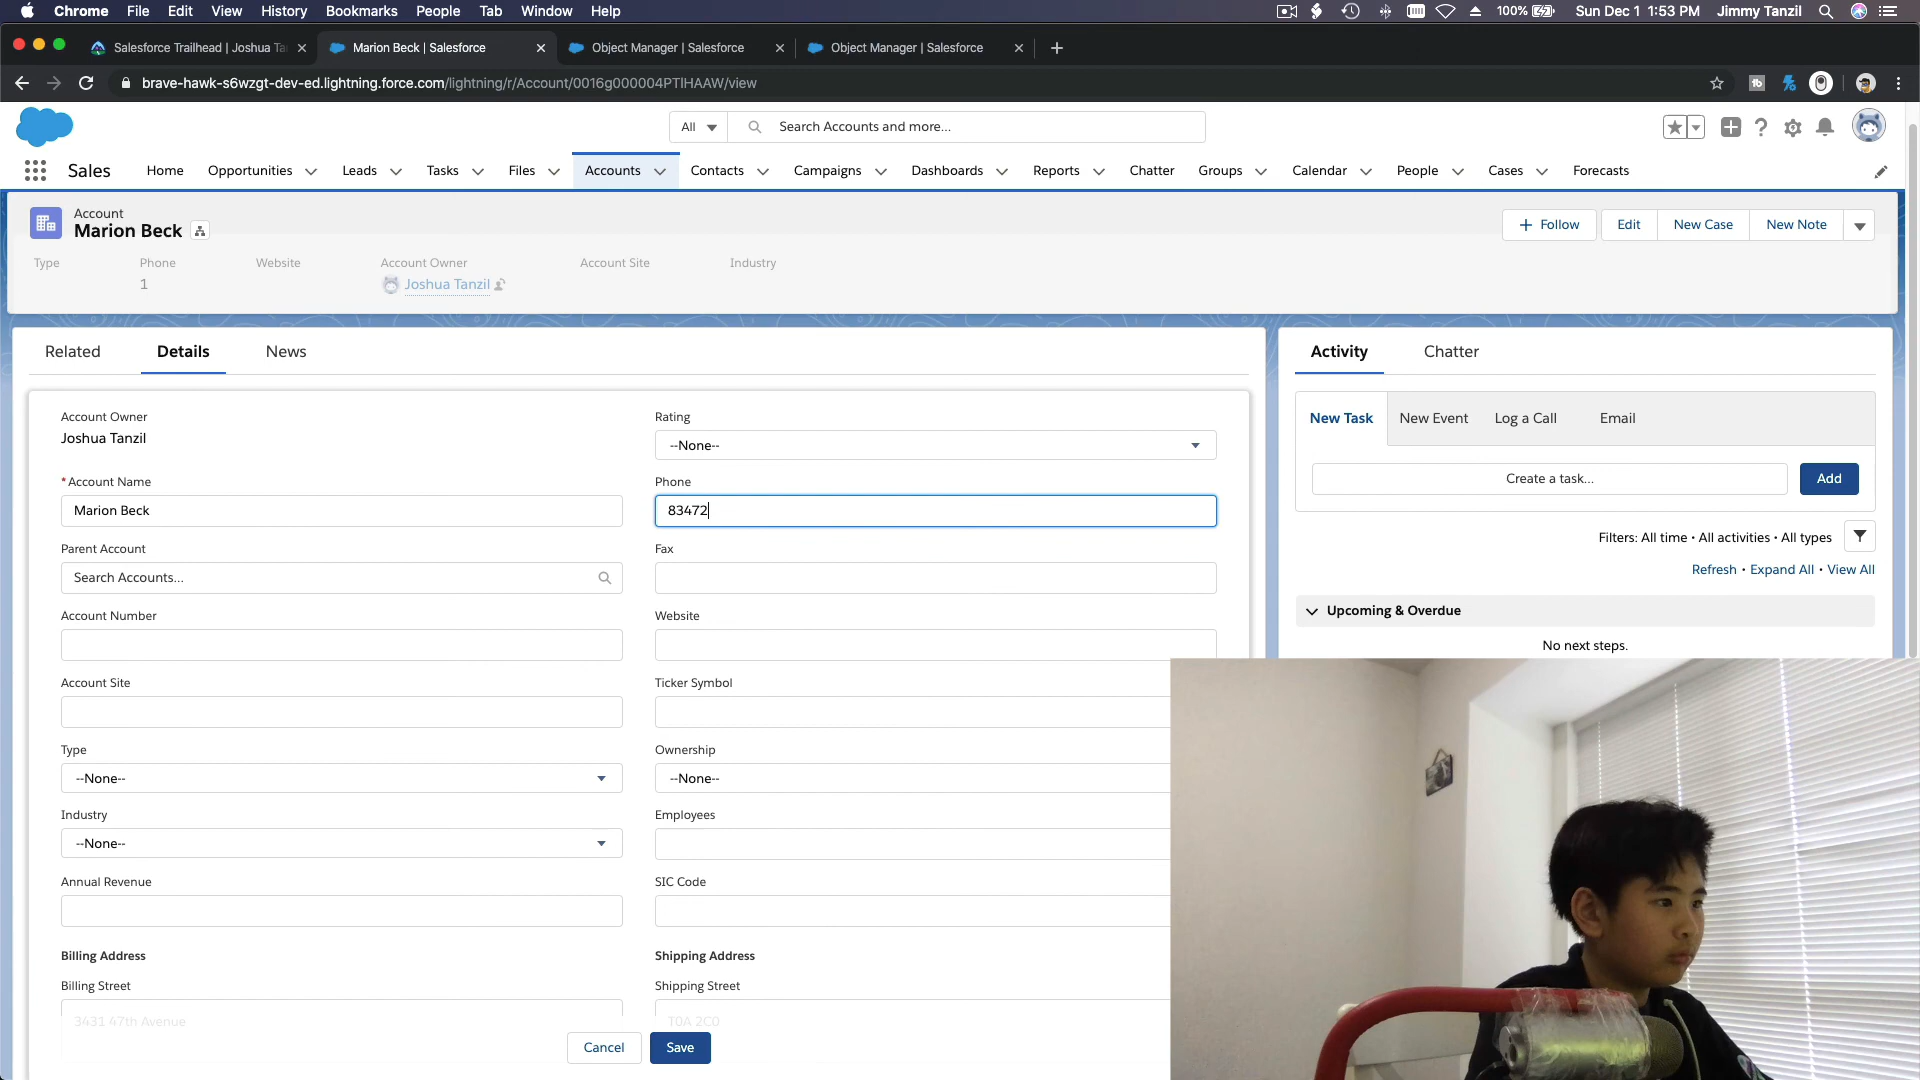 Chrome File Edit View History Bookmarks People Tab Window Help 100% Sun Dec 1 1:53 PM Jimmy Tanzil
Salesforce Trailhead | Joshua Ta
Marion Beck | Salesforce
Object Manager | Salesforce
Object Manager | Salesforce
brave-hawk-s6wzgt-dev-ed.lightning.force.com/lightning/r/Account/0016g000004PTIHAAW/view
All
Search Accounts and more...
Sales Home Opportunities Leads Tasks Files Accounts Contacts Campaigns Dashboards Reports Chatter Groups Calendar People Cases Forecasts
Account
Marion Beck
+ Follow
Edit
New Case
New Note
Type Phone Website Account Owner Account Site Industry
1 Joshua Tanzil
Related Details News
Account Owner
Joshua Tanzil
Rating
--None--
*Account Name
Marion Beck
Phone
83472
Parent Account
Search Accounts...
Fax
Account Number
Website
Account Site
Ticker Symbol
Type
--None--
Ownership
--None--
Industry
--None--
Employees
Annual Revenue
SIC Code
Billing Address
Shipping Address
Billing Street
3431 47th Avenue
Shipping Street
T0A 2C0
Cancel
Save
Activity Chatter
New Task New Event Log a Call Email
Create a task...
Add
Filters: All time • All activities • All types
Refresh • Expand All • View All
Upcoming & Overdue
No next steps.